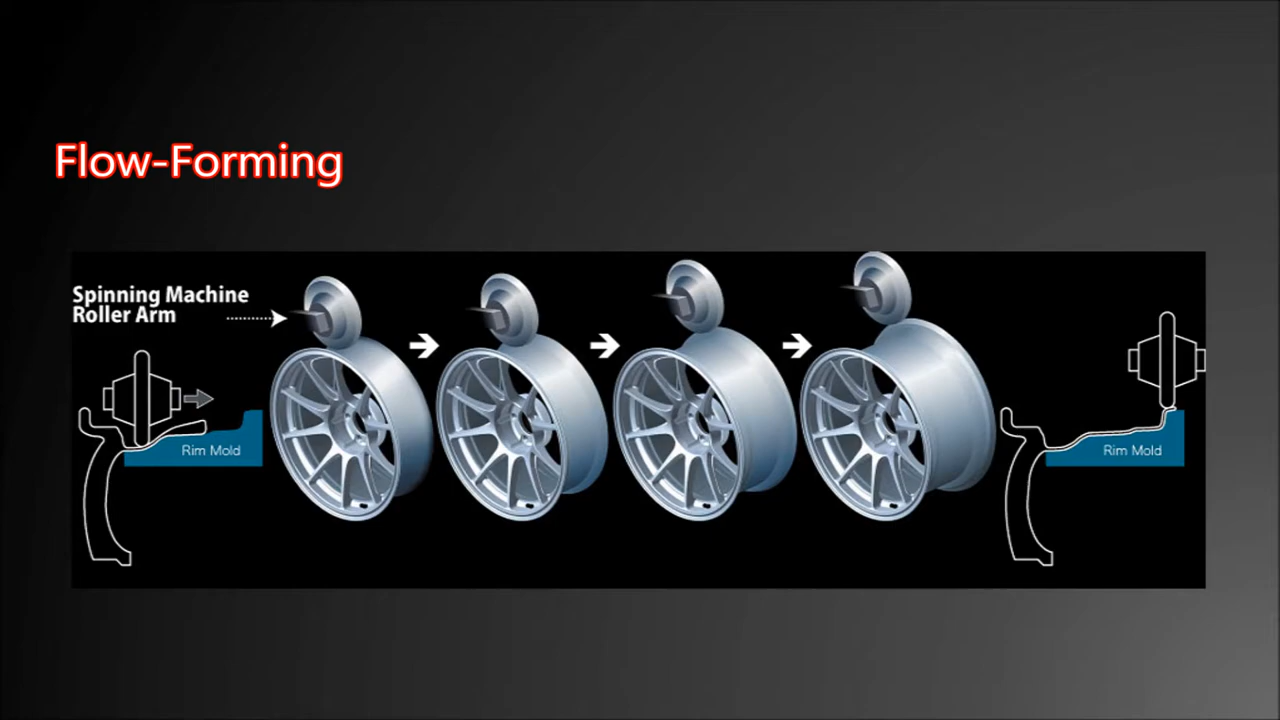 Flow-Forming
Spinning Machine
Roller Arm
Rim Mold
Rim Mold